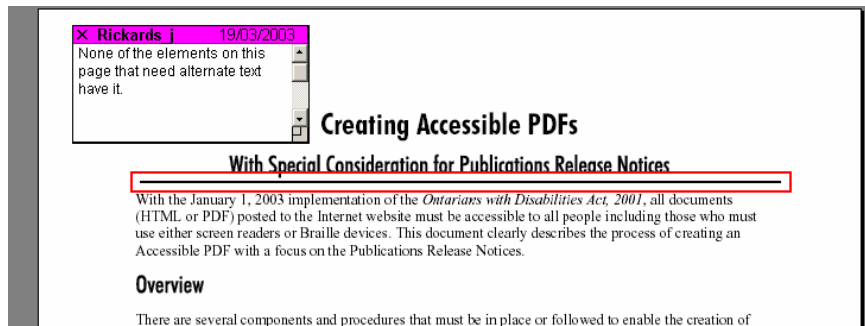 × Rickards_j 19/03/2003
None of the elements on this
page that need alternate text
have it.
Creating Accessible PDFs
With Special Consideration for Publications Release Notices
With the January 1, 2003 implementation of the Ontarians with Disabilities Act, 2001, all documents
(HTML or PDF) posted to the Internet website must be accessible to all people including those who must
use either screen readers or Braille devices. This document clearly describes the process of creating an
Accessible PDF with a focus on the Publications Release Notices.
Overview
There are several components and procedures that must be in place or followed to enable the creation of